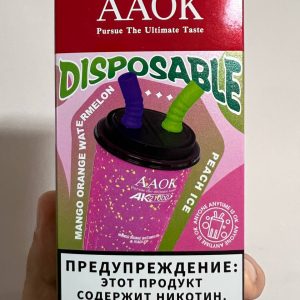 AAOK
Pursue The Ultimate Taste
DISPOSABLE
MANGO ORANGE WATERMELON
PEACH ICE
AAOK
ПРЕДУПРЕЖДЕНИЕ:
ЭТОТ ПРОДУКТ
СОДЕРЖИТ НИКОТИН.